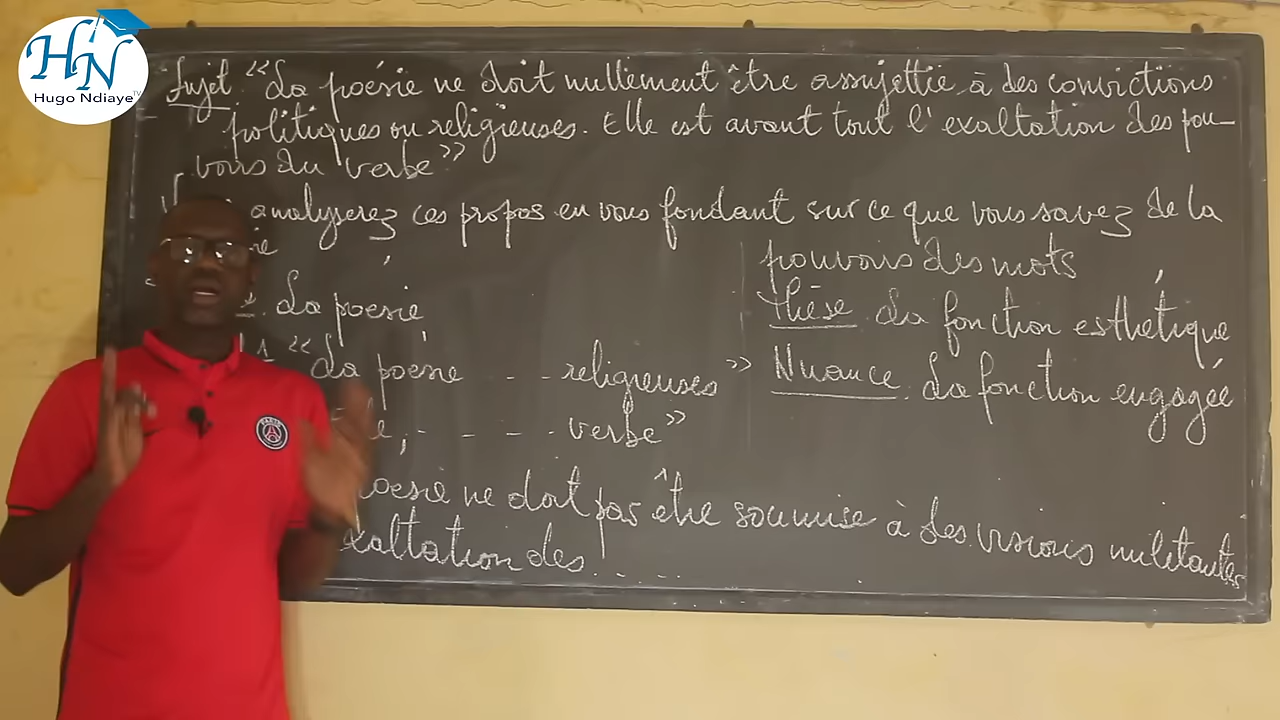 HN
Hugo Ndiaye TV
Sujet "La poésie ne doit nullement être assujettie à des convictions
politiques ou religieuses. Elle est avant tout l'exaltation des pou-
voirs du verbe"
analyserez ces propos en vous fondant sur ce que vous savez de la
La poésie
1 "La poésie - - religieuses"
- - - - verbe"
poésie ne doit pas être soumise à des visions militantes
exaltation des .....
pouvoirs des mots
Thèse La fonction esthétique
Nuance. La fonction engagée
PARIS